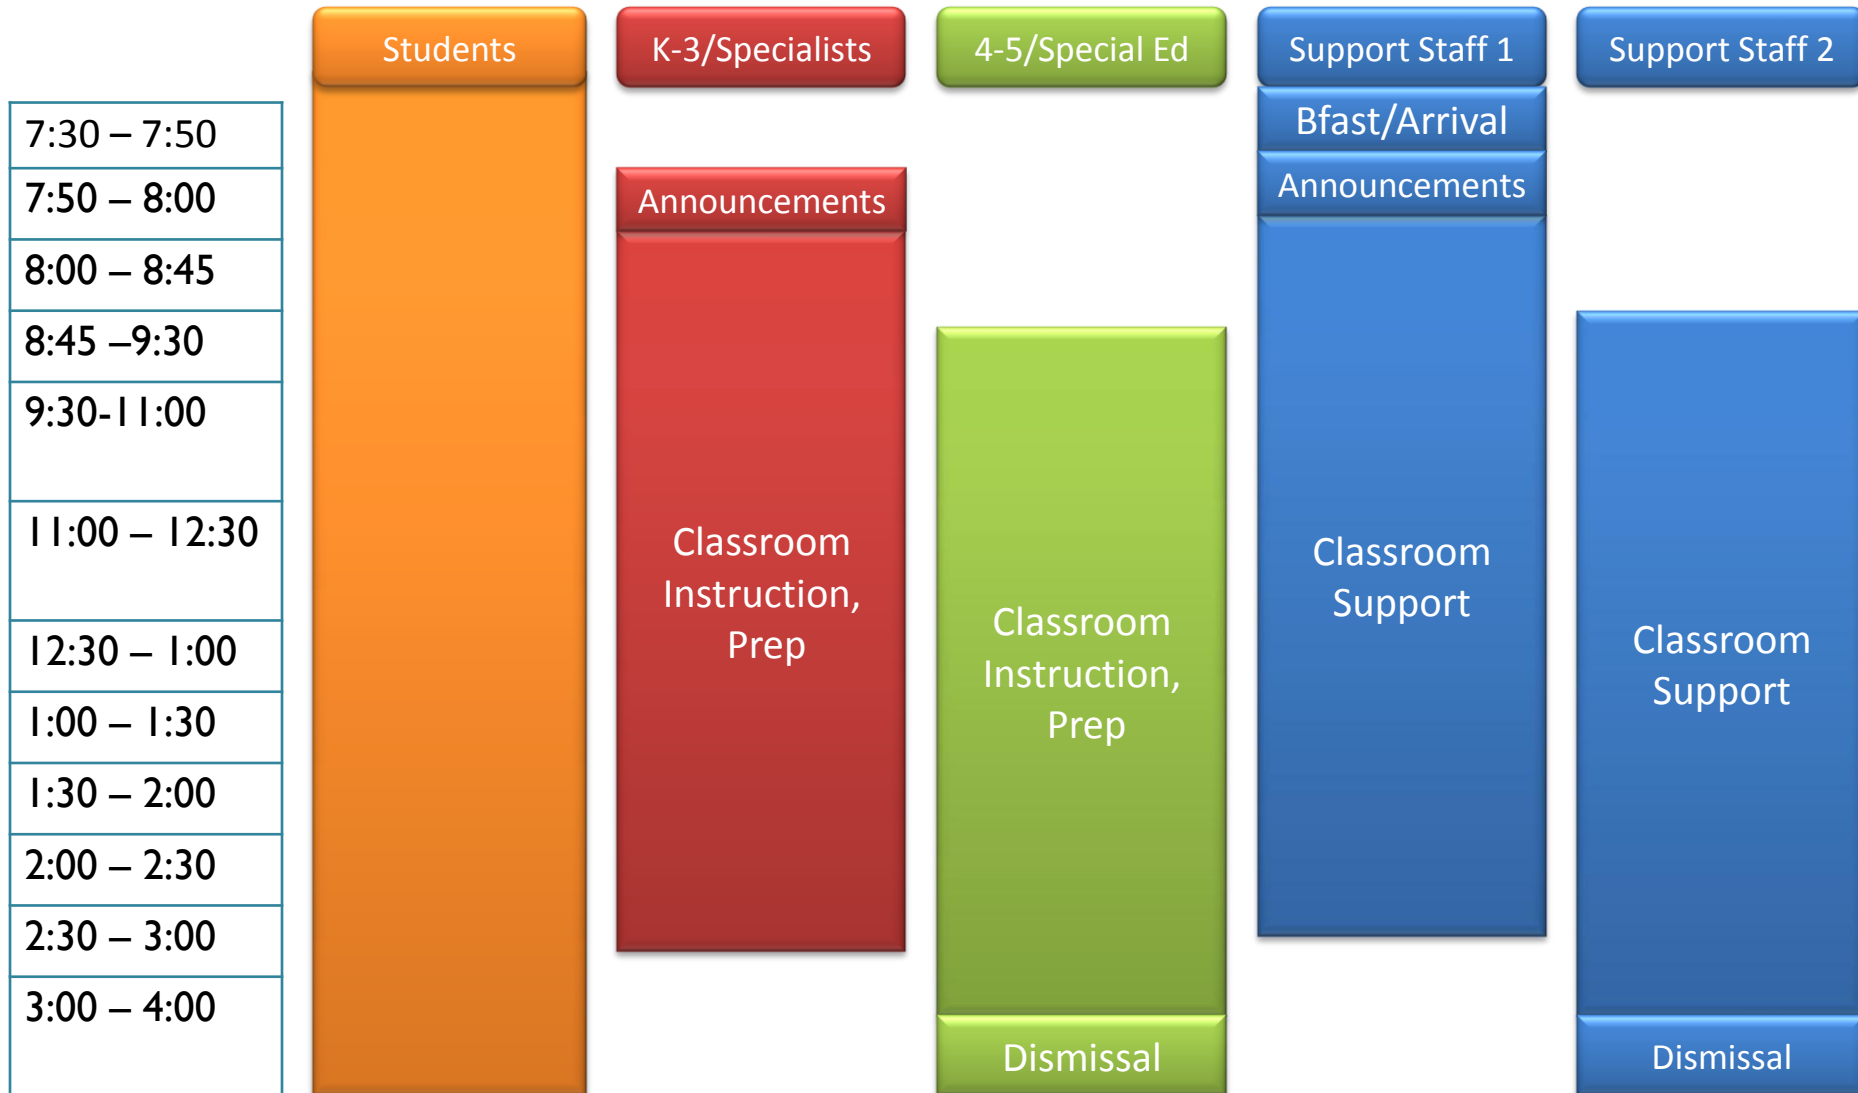 Students
K-3/Specialists
4-5/Special Ed
Support Staff 1
Support Staff 2
7:30 – 7:50
7:50 – 8:00
8:00 – 8:45
8:45 –9:30
9:30-11:00
11:00 – 12:30
12:30 – 1:00
1:00 – 1:30
1:30 – 2:00
2:00 – 2:30
2:30 – 3:00
3:00 – 4:00
Announcements
Classroom
Instruction,
Prep
Classroom
Instruction,
Prep
Dismissal
Bfast/Arrival
Announcements
Classroom
Support
Classroom
Support
Dismissal